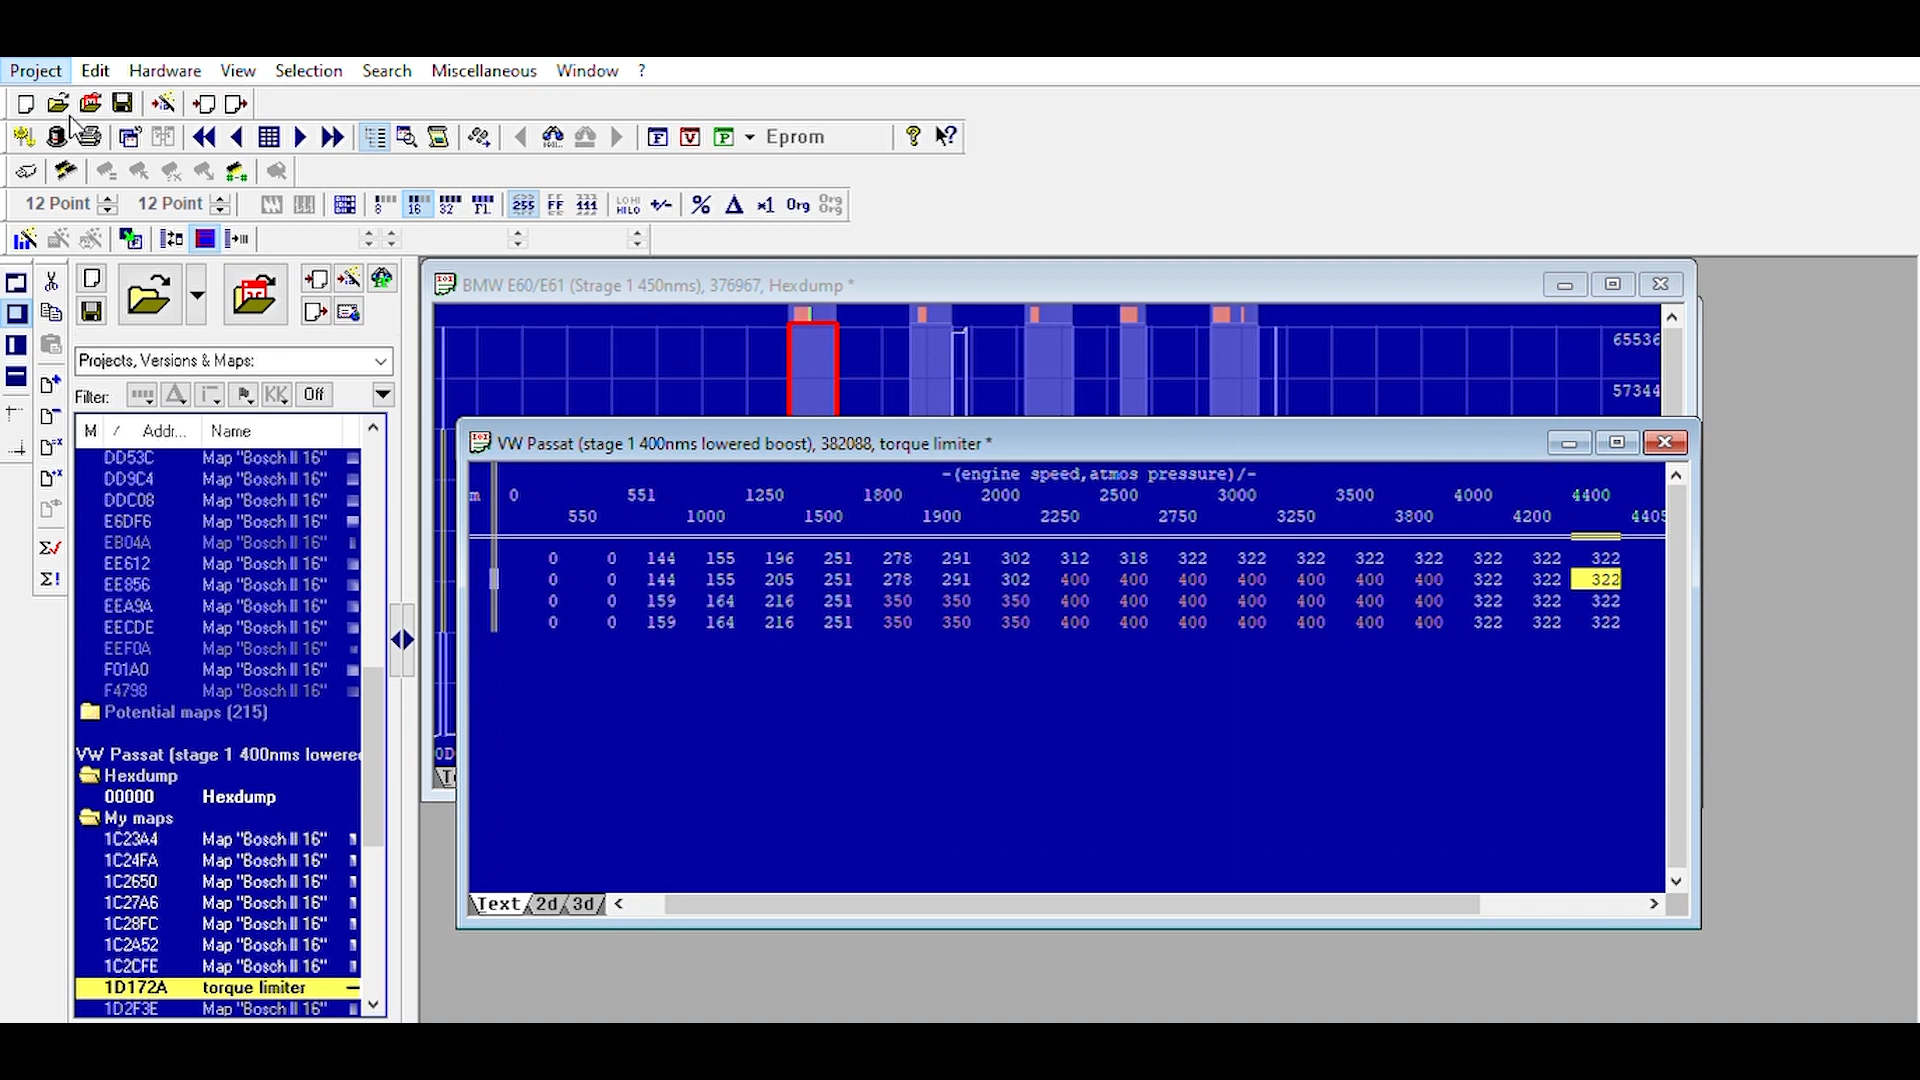 Project Edit Hardware View Selection Search Miscellaneous Window ?
Eprom
12 Point 12 Point
8 16 32 255 FF 111 LOHI HILO +/- % Δ ×1 Org Org Org
BMW E60/E61 (Strage 1 450nms), 376967, Hexdump *
65536
57344
Projects, Versions & Maps:
Filter: Off
M / Addr... Name
DD53C Map "Bosch II 16"
DD9C4 Map "Bosch II 16"
DDC08 Map "Bosch II 16"
E6DF6 Map "Bosch II 16"
EB04A Map "Bosch II 16"
EE612 Map "Bosch II 16"
EE856 Map "Bosch II 16"
EEA9A Map "Bosch II 16"
EECDE Map "Bosch II 16"
EEF0A Map "Bosch II 16"
F01A0 Map "Bosch II 16"
F4798 Map "Bosch II 16"
Potential maps (215)
VW Passat (stage 1 400nms lowere
Hexdump
00000 Hexdump
My maps
1C23A4 Map "Bosch II 16"
1C24FA Map "Bosch II 16"
1C2650 Map "Bosch II 16"
1C27A6 Map "Bosch II 16"
1C28FC Map "Bosch II 16"
1C2A52 Map "Bosch II 16"
1C2CFE Map "Bosch II 16"
1D172A torque limiter
1D2F3E Map "Bosch II 16"
VW Passat (stage 1 400nms lowered boost), 382088, torque limiter *
-(engine speed,atmos pressure)/-
m 0 551 1250 1800 2000 2500 3000 3500 4000 4400
550 1000 1500 1900 2250 2750 3250 3800 4200 4405
0 0 144 155 196 251 278 291 302 312 318 322 322 322 322 322 322 322 322
0 0 144 155 205 251 278 291 302 400 400 400 400 400 400 400 322 322 322
0 0 159 164 216 251 350 350 350 400 400 400 400 400 400 400 322 322 322
0 0 159 164 216 251 350 350 350 400 400 400 400 400 400 400 322 322 322
0D
Text 2d 3d